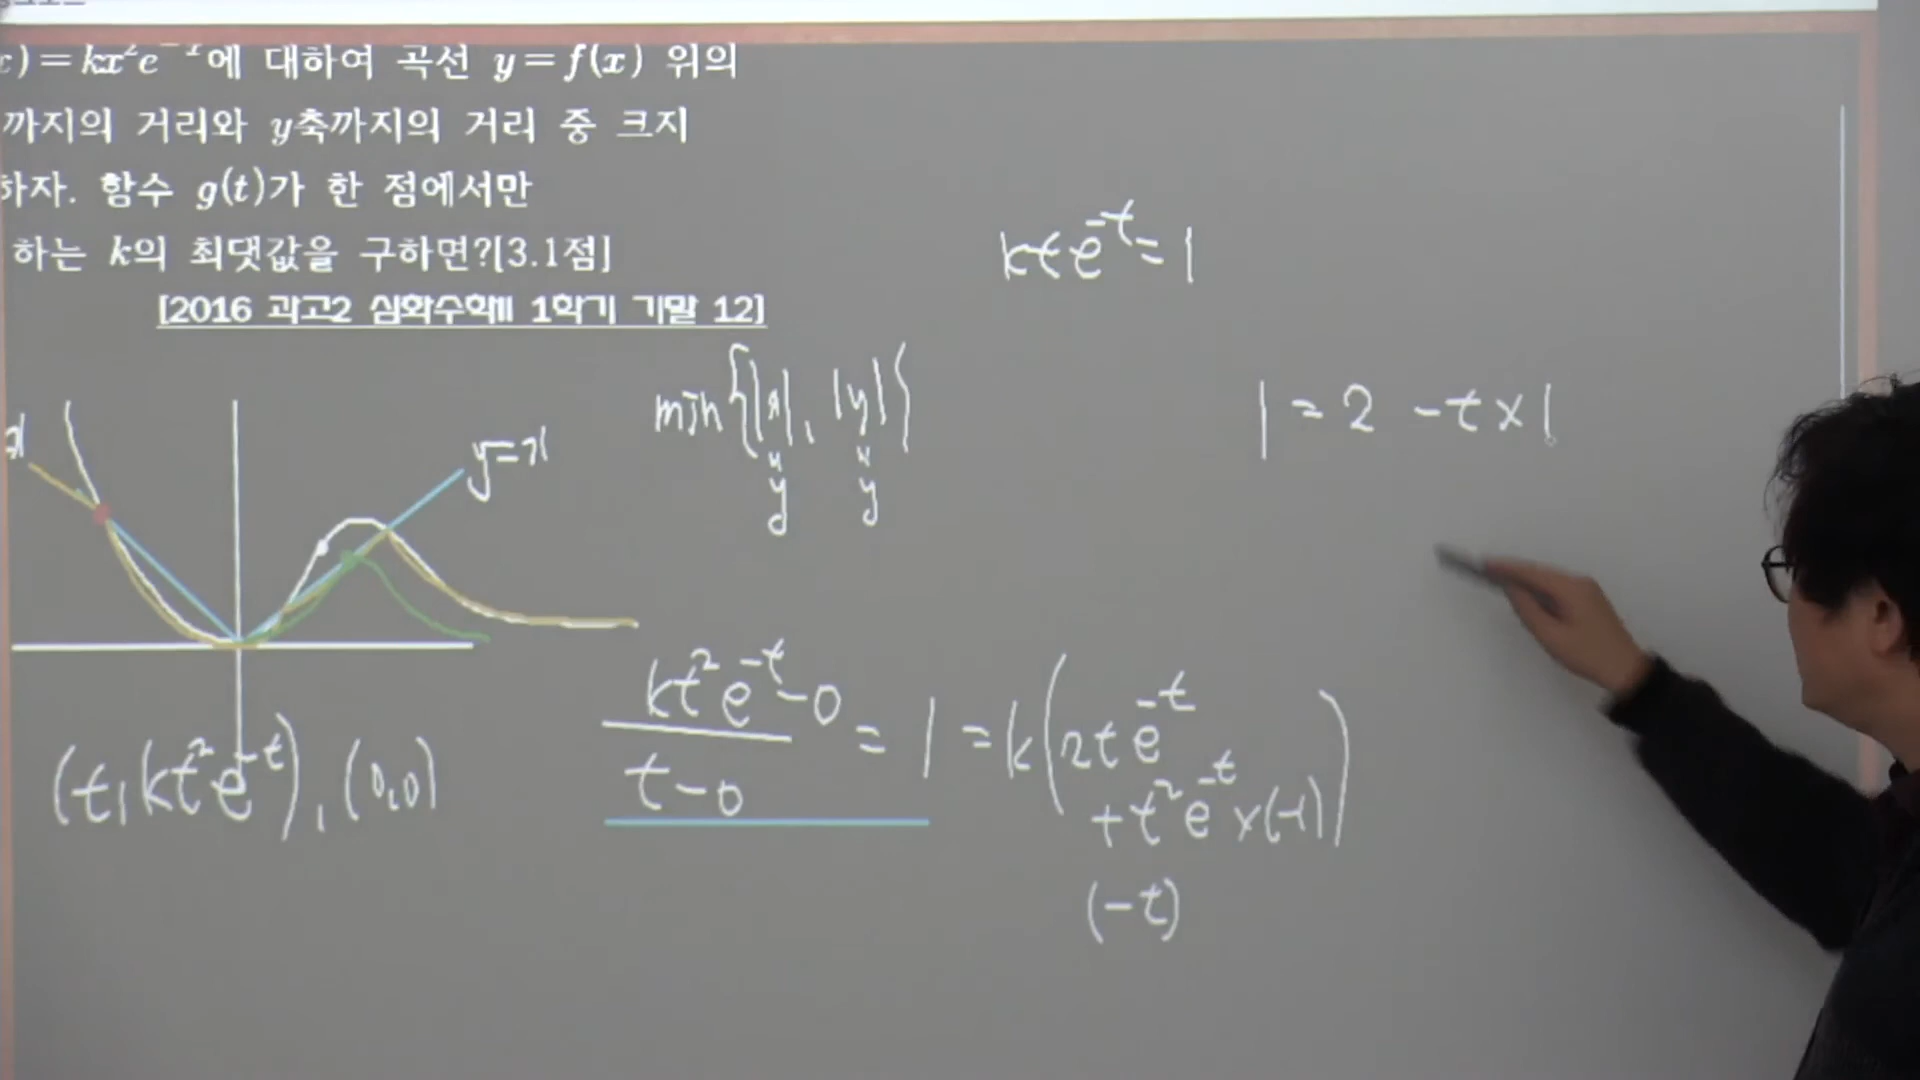 )=kx²e⁻ˣ에 대하여 곡선 y=f(x) 위의
까지의 거리와 y축까지의 거리 중 크지
하자. 함수 g(t)가 한 점에서만
하는 k의 최댓값을 구하면?[3.1점]
[2016 과고2 심화수학III 1학기 기말 12]
kte⁻ᵗ=1
min{|x|, |y|}
y y
1=2 -t×1
y=x
(kt²e⁻ᵗ-0)/(t-0) = 1 = k(2te⁻ᵗ
+t²e⁻ᵗ×(-1))
(t, kt²e⁻ᵗ), (0,0)
(-t)